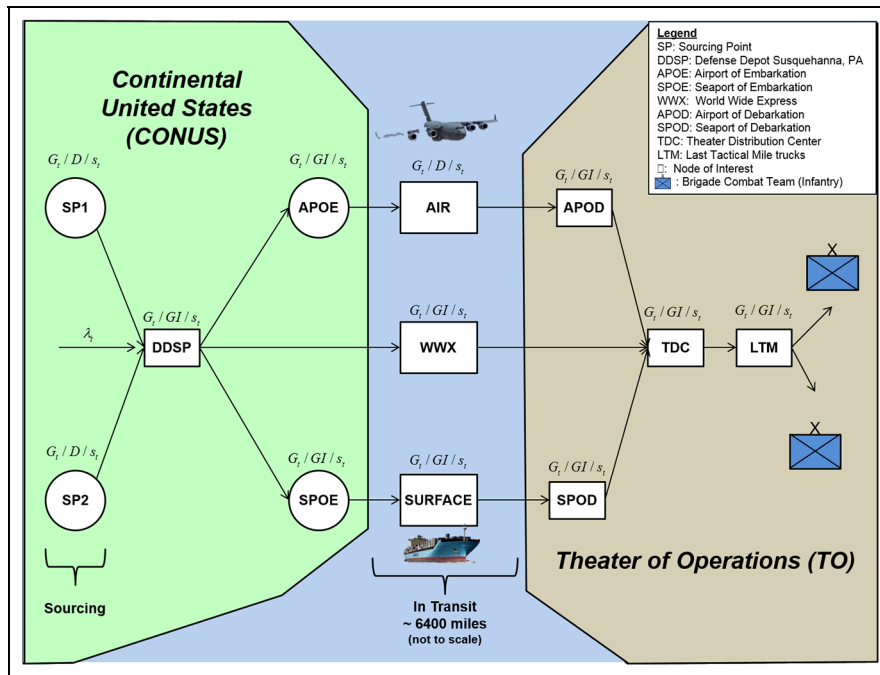 Continental
United States
(CONUS)
Legend
SP: Sourcing Point
DDSP: Defense Depot Susquehanna, PA
APOE: Airport of Embarkation
SPOE: Seaport of Embarkation
WWX: World Wide Express
APOD: Airport of Debarkation
SPOD: Seaport of Debarkation
TDC: Theater Distribution Center
LTM: Last Tactical Mile trucks
□: Node of Interest
X
: Brigade Combat Team (Infantry)
Gt / D / st
SP1
Gt / GI / st
APOE
Gt / D / st
AIR
Gt / GI / st
APOD
λt
Gt / GI / st
DDSP
Gt / GI / st
WWX
Gt / GI / st
TDC
Gt / GI / st
LTM
X
X
Gt / D / st
SP2
Gt / GI / st
SPOE
Gt / GI / st
SURFACE
Gt / GI / st
SPOD
Theater of Operations (TO)
Sourcing
In Transit
~ 6400 miles
(not to scale)